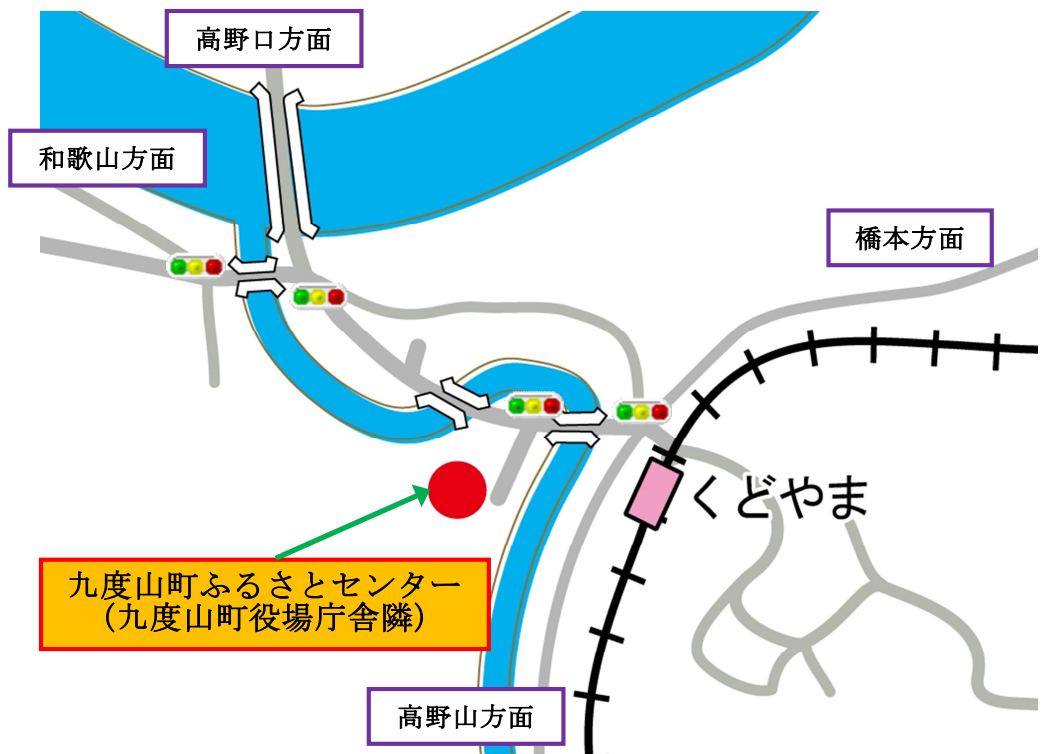 高野口方面
和歌山方面
橋本方面
くどやま
九度山町ふるさとセンター
（九度山町役場庁舎隣）
高野山方面